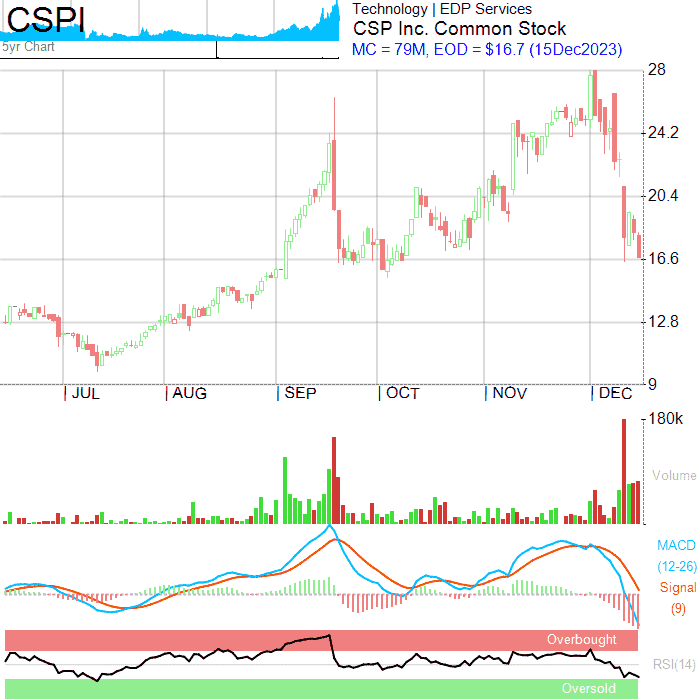 CSPI
5yr Chart
Technology | EDP Services
CSP Inc. Common Stock
MC = 79M, EOD = $16.7 (15Dec2023)
28
24.2
20.4
16.6
12.8
9
JUL AUG SEP OCT NOV DEC
180k
Volume
MACD
(12-26)
Signal
(9)
Overbought
RSI(14)
Oversold